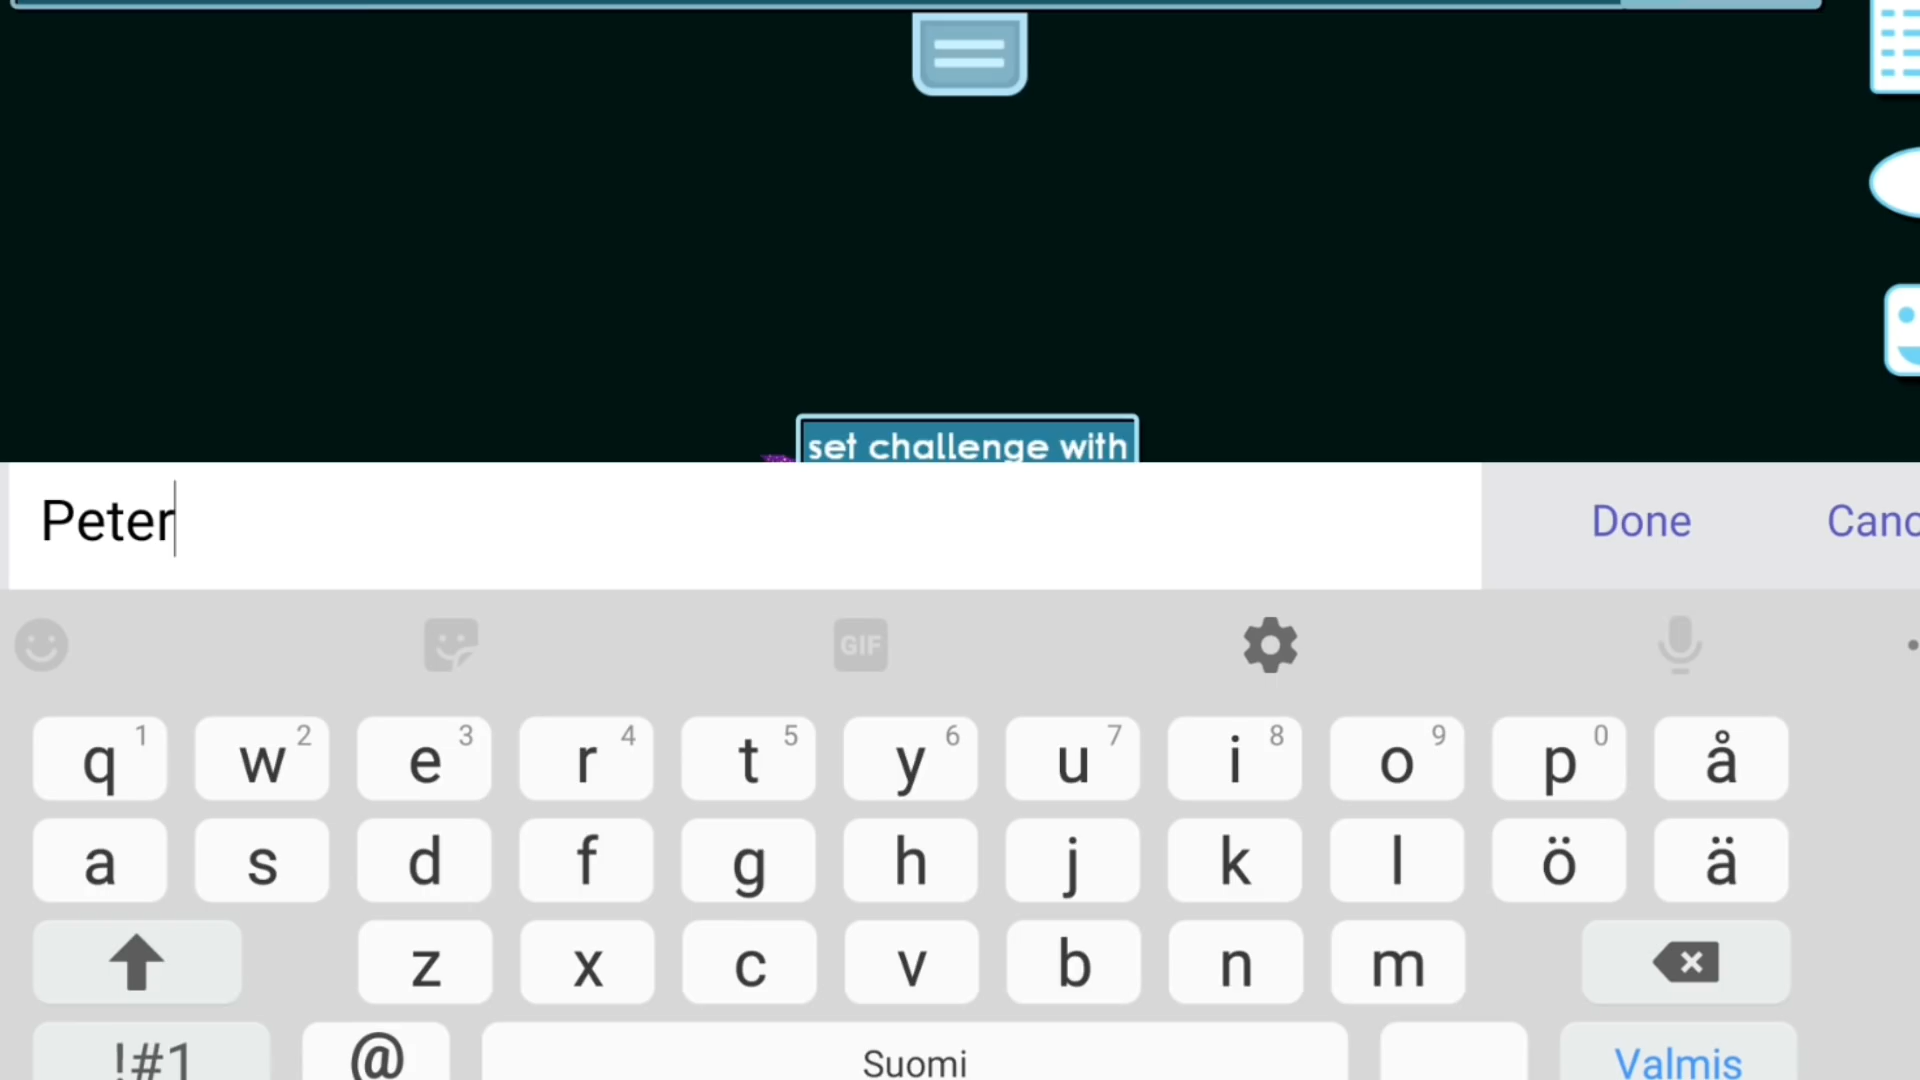 set challenge with
Peter
Done
Canc
GIF
q 1 w 2 e 3 r 4 t 5 y 6 u 7 i 8 o 9 p 0 å
a s d f g h j k l ö ä
z x c v b n m
!#1 @ Suomi Valmis